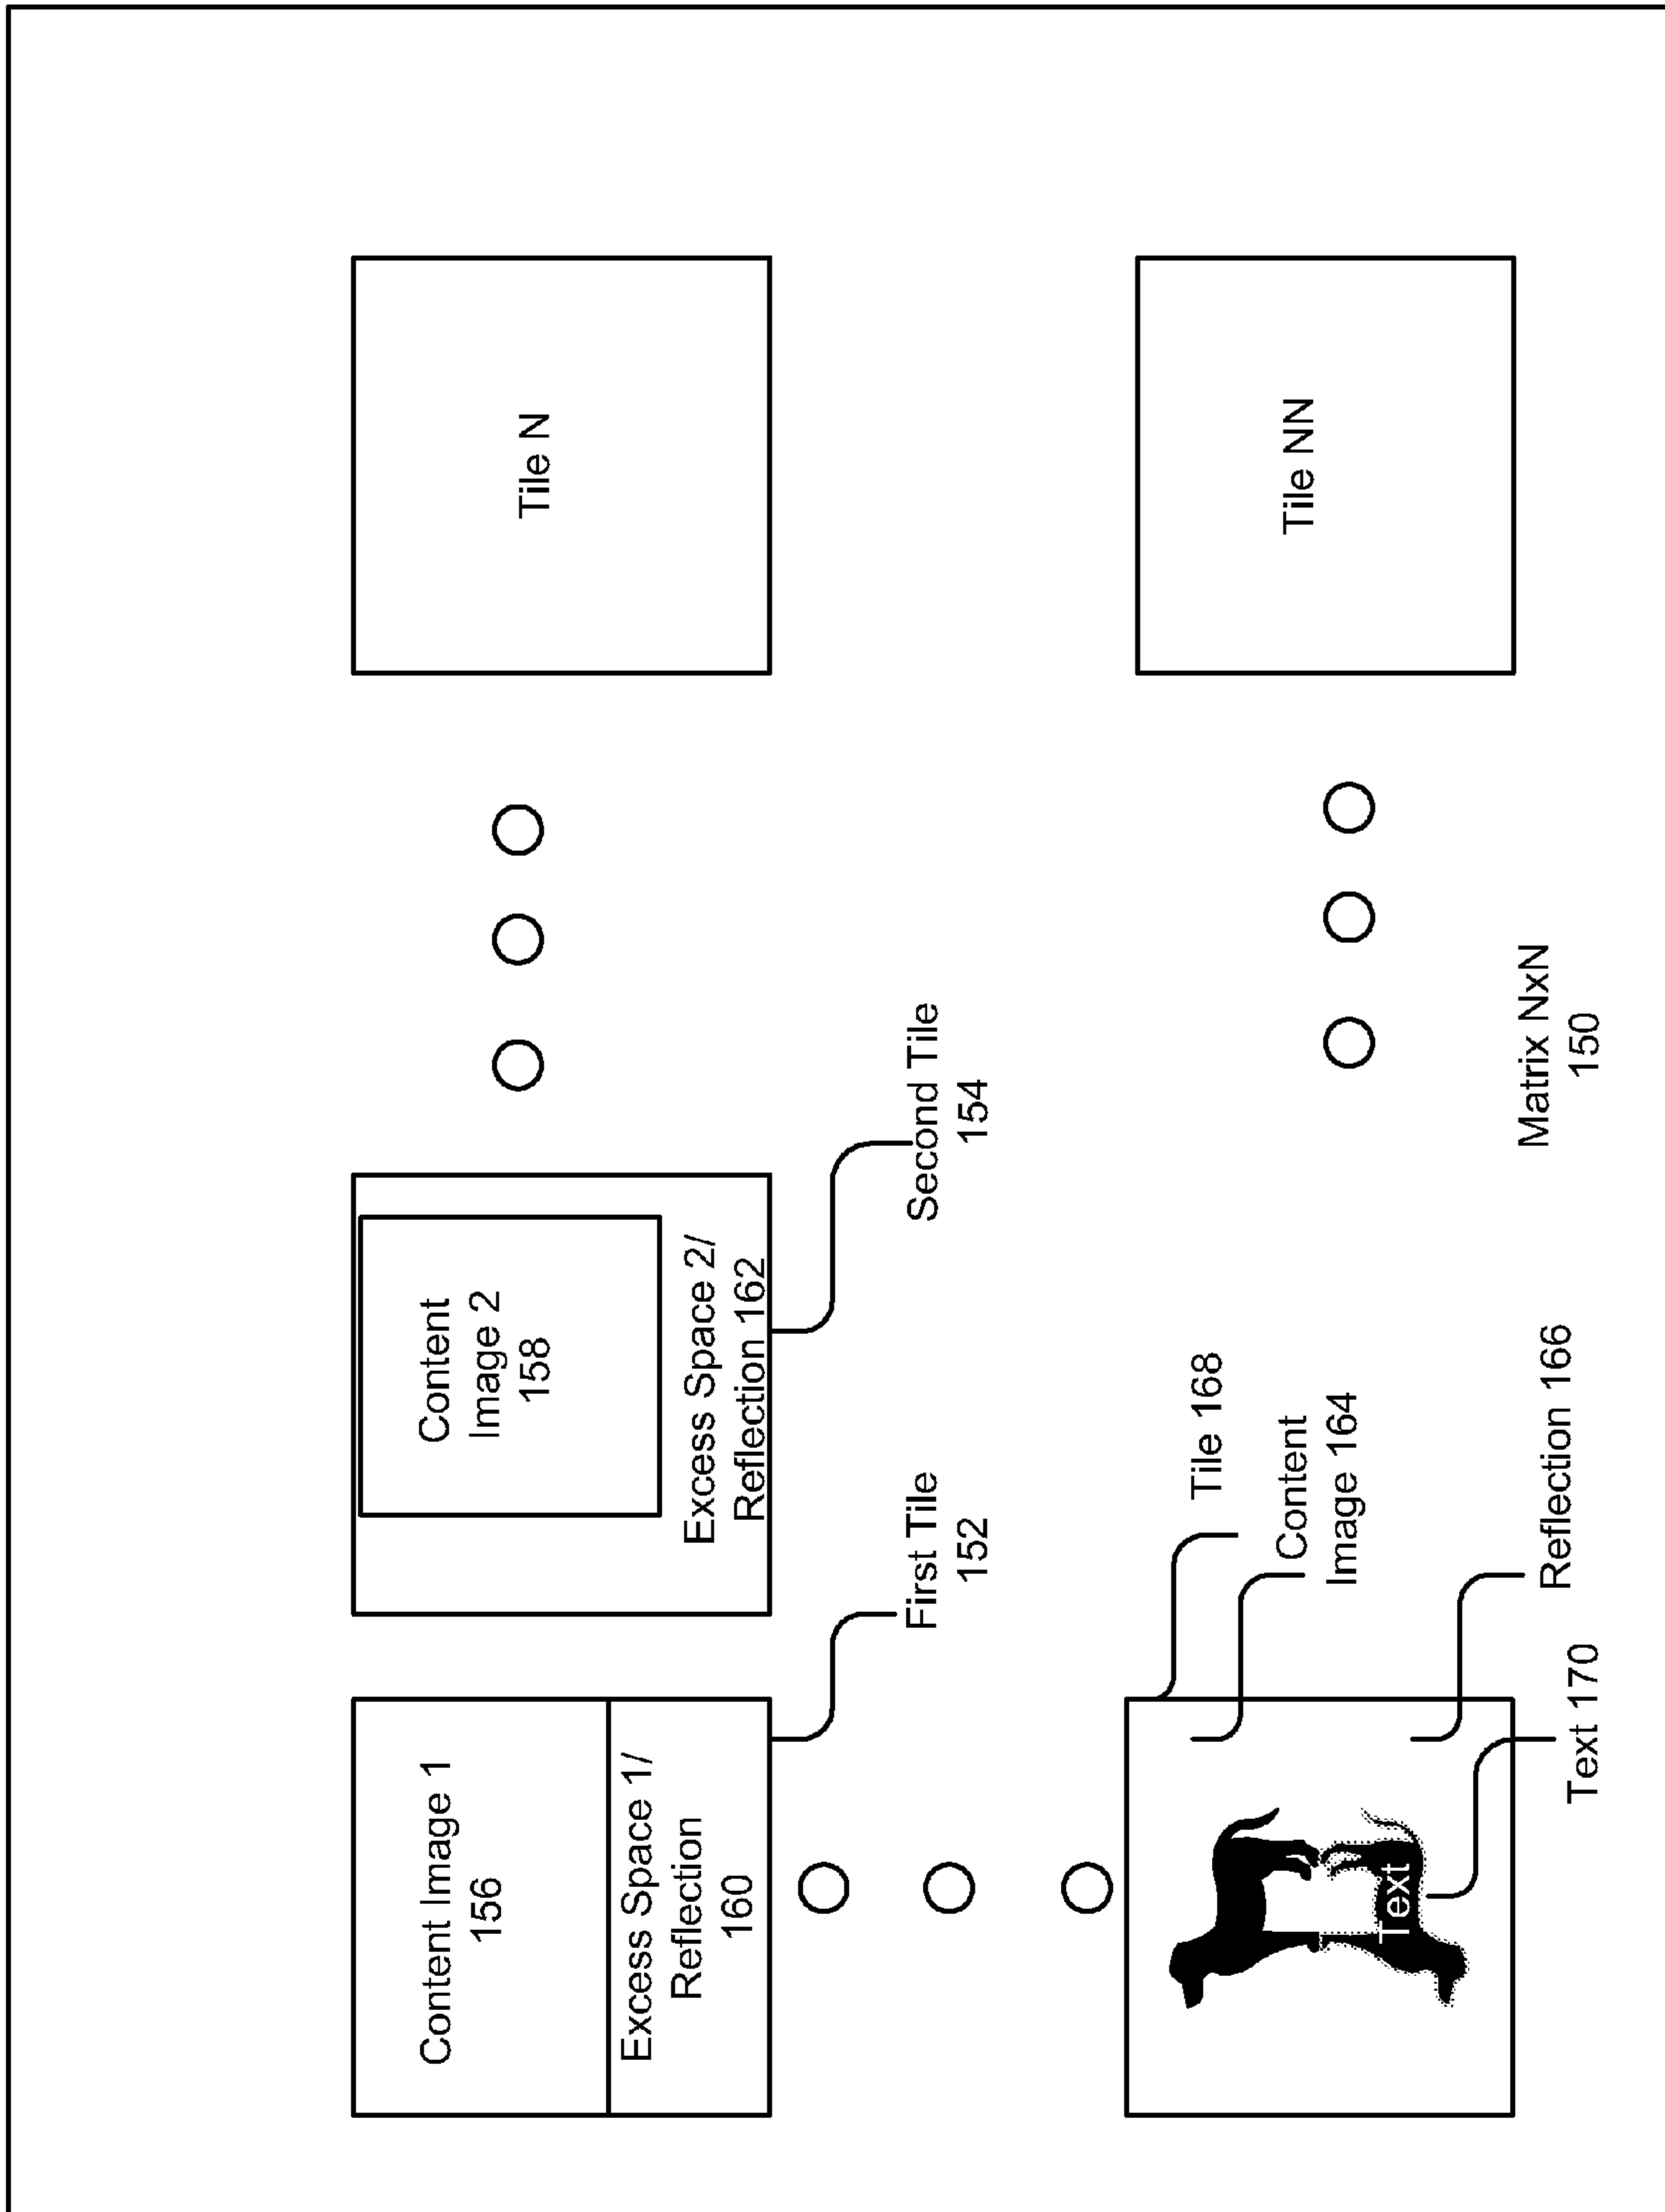 Content Image 1
156
Excess Space 1/
Reflection
160
First Tile
152
Content
Image 2
158
Excess Space 2/
Reflection 162
Second Tile
154
Tile N
Text
Tile 168
Content
Image 164
Reflection 166
Text 170
Tile NN
Matrix NxN
150